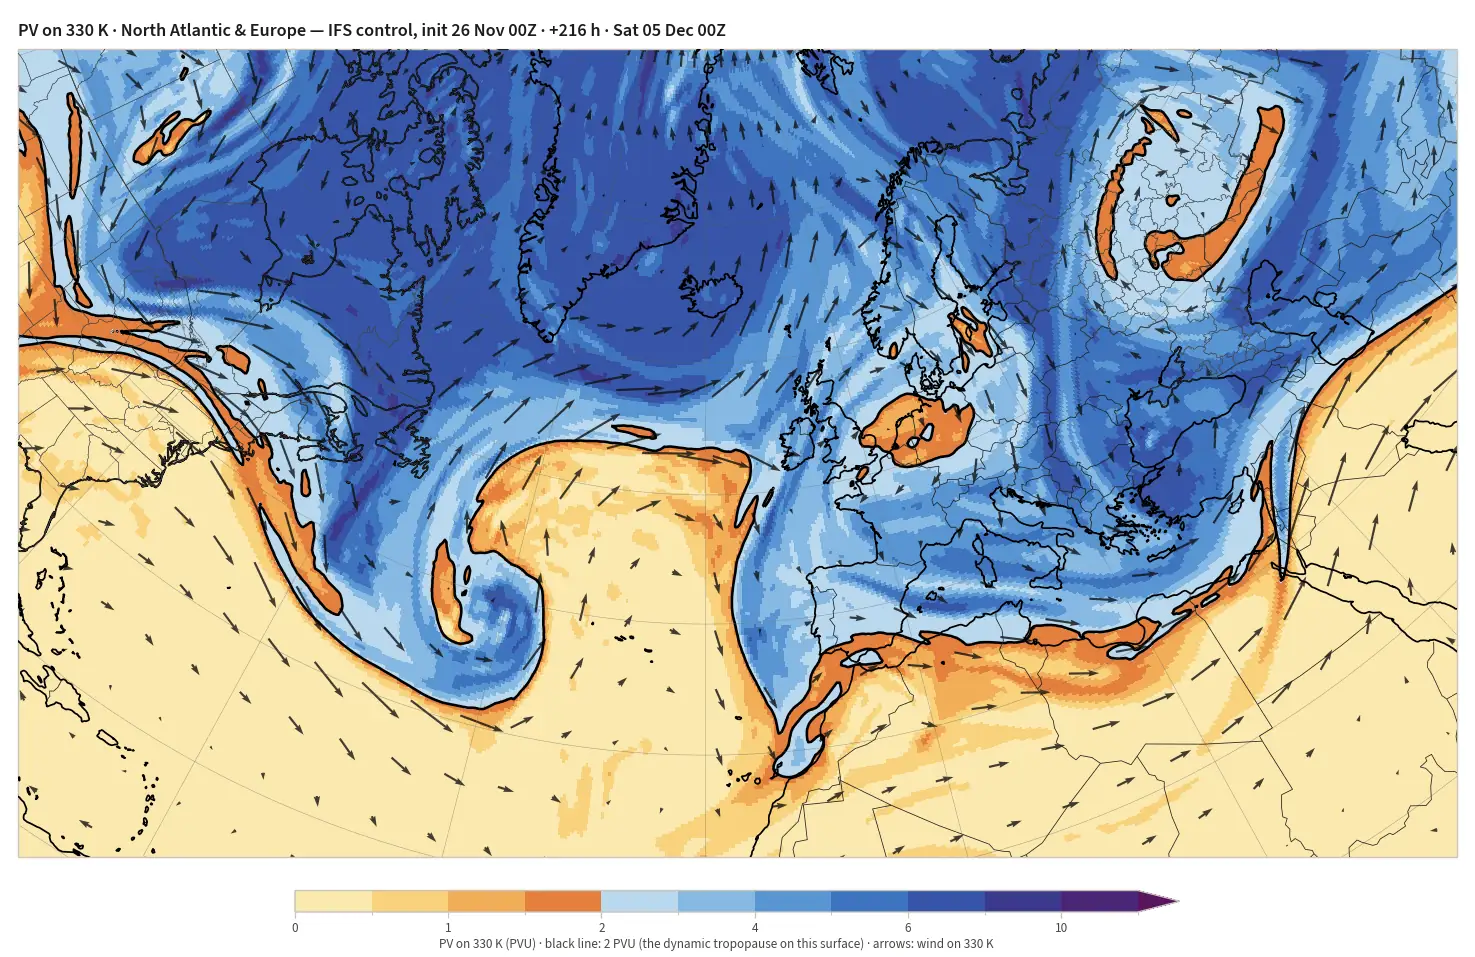 PV on 330 K · North Atlantic & Europe — IFS control, init 26 Nov 00Z · +216 h · Sat 05 Dec 00Z
0 1 2 4 6 10
PV on 330 K (PVU) · black line: 2 PVU (the dynamic tropopause on this surface) · arrows: wind on 330 K